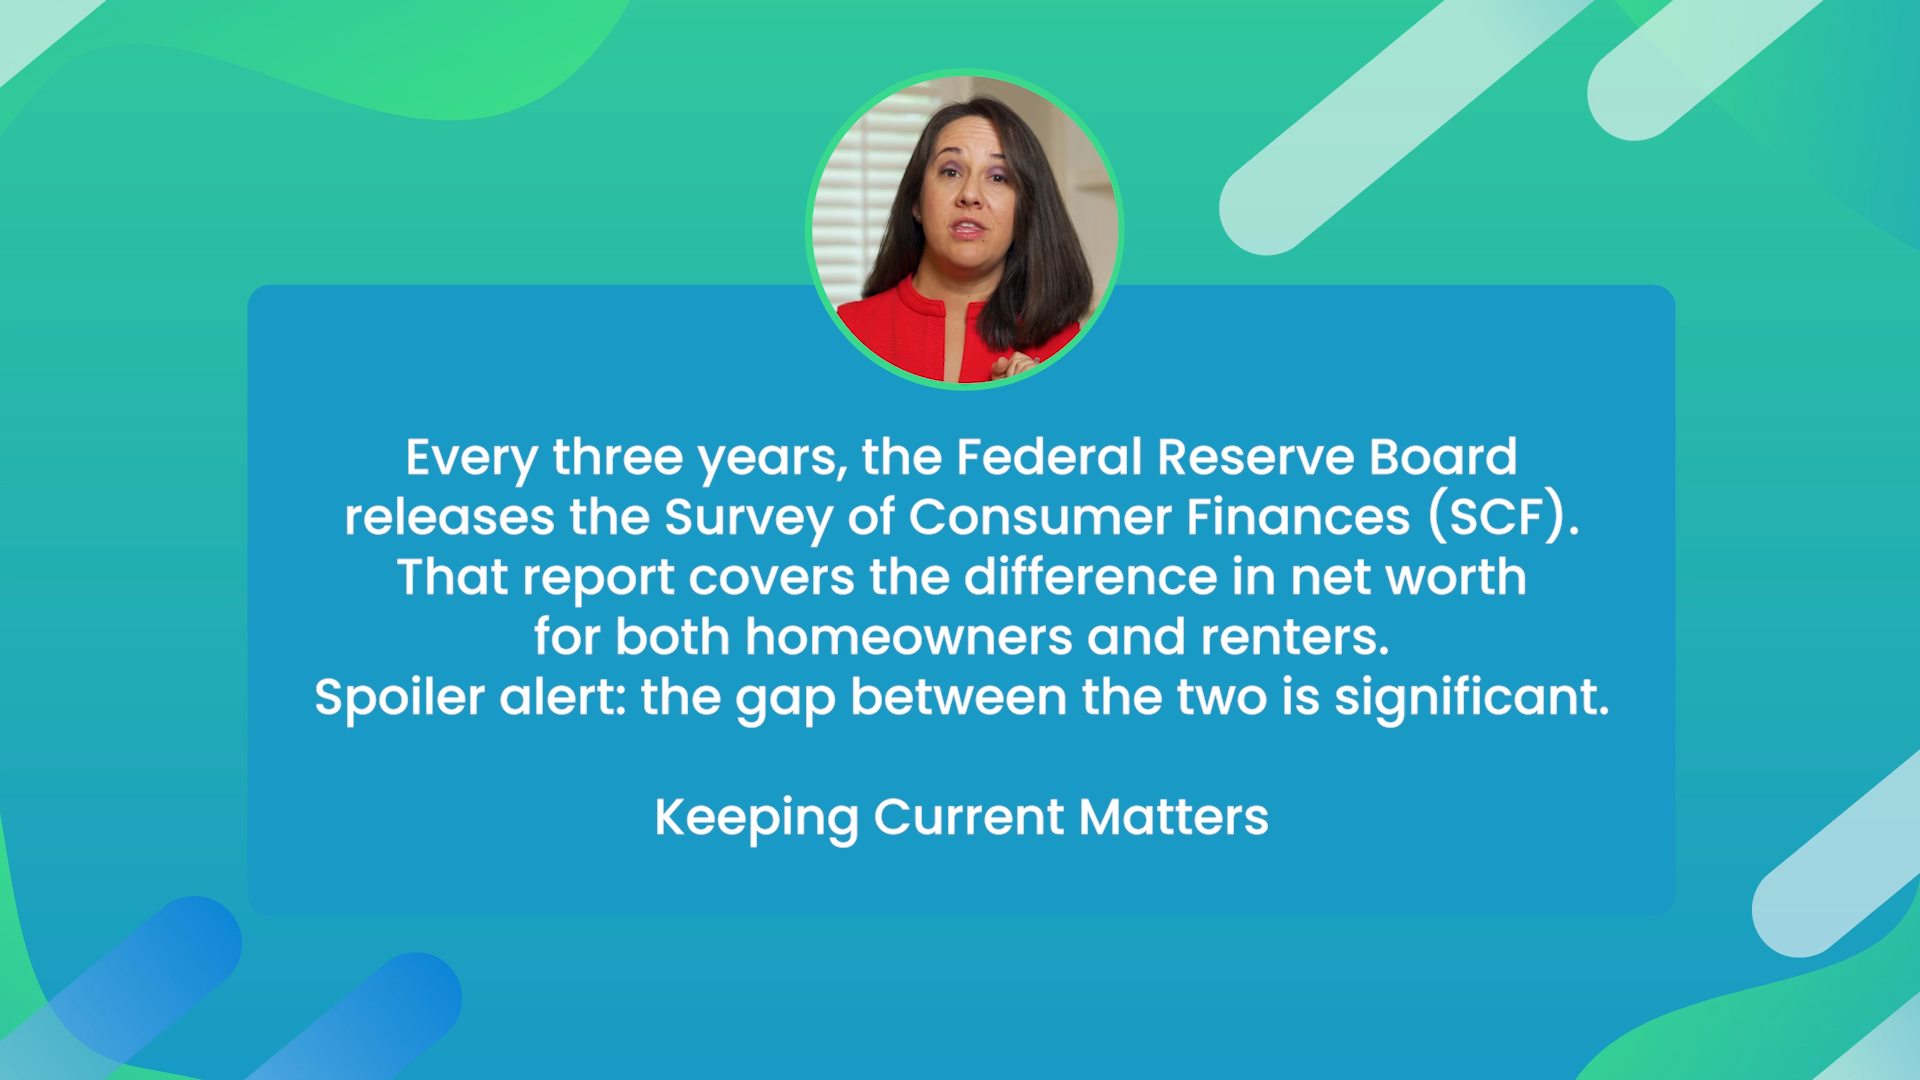 Every three years, the Federal Reserve Board
releases the Survey of Consumer Finances (SCF).
That report covers the difference in net worth
for both homeowners and renters.
Spoiler alert: the gap between the two is significant.
Keeping Current Matters